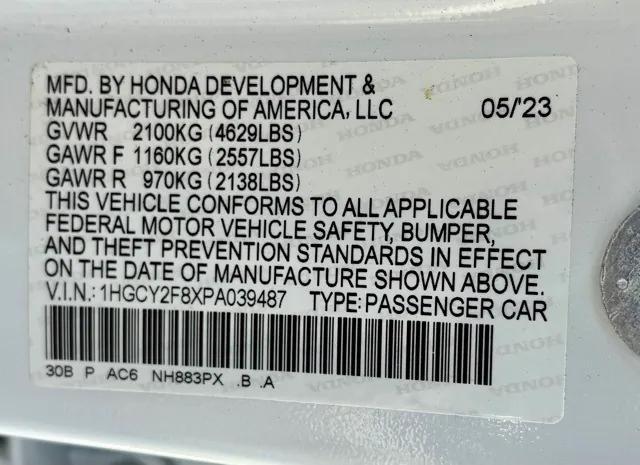 MFD. BY HONDA DEVELOPMENT &
MANUFACTURING OF AMERICA, LLC 05/'23
GVWR 2100KG (4629LBS)
GAWR F 1160KG (2557LBS)
GAWR R 970KG (2138LBS)
THIS VEHICLE CONFORMS TO ALL APPLICABLE
FEDERAL MOTOR VEHICLE SAFETY, BUMPER,
AND THEFT PREVENTION STANDARDS IN EFFECT
ON THE DATE OF MANUFACTURE SHOWN ABOVE.
V.I.N.: 1HGCY2F8XPA039487 TYPE: PASSENGER CAR
30B P AC6 NH883PX .B .A